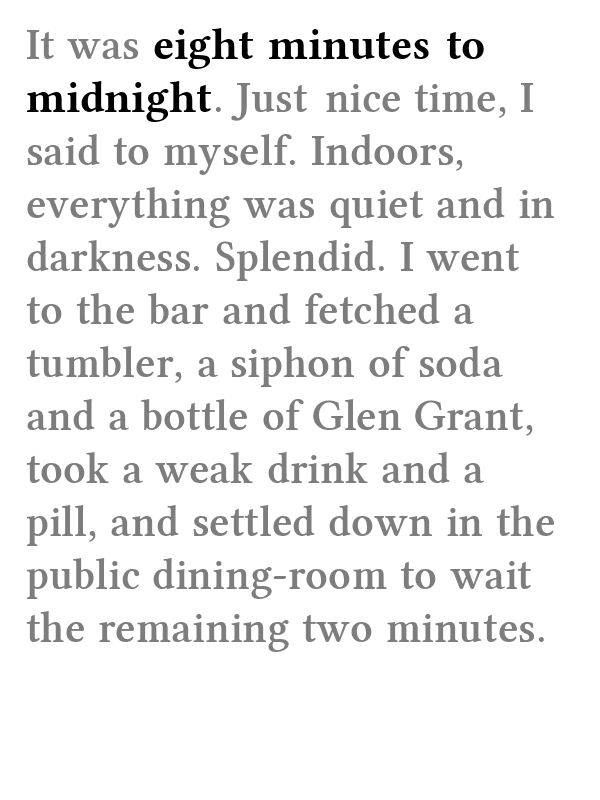 It was eight minutes to
midnight. Just nice time, I
said to myself. Indoors,
everything was quiet and in
darkness. Splendid. I went
to the bar and fetched a
tumbler, a siphon of soda
and a bottle of Glen Grant,
took a weak drink and a
pill, and settled down in the
public dining-room to wait
the remaining two minutes.